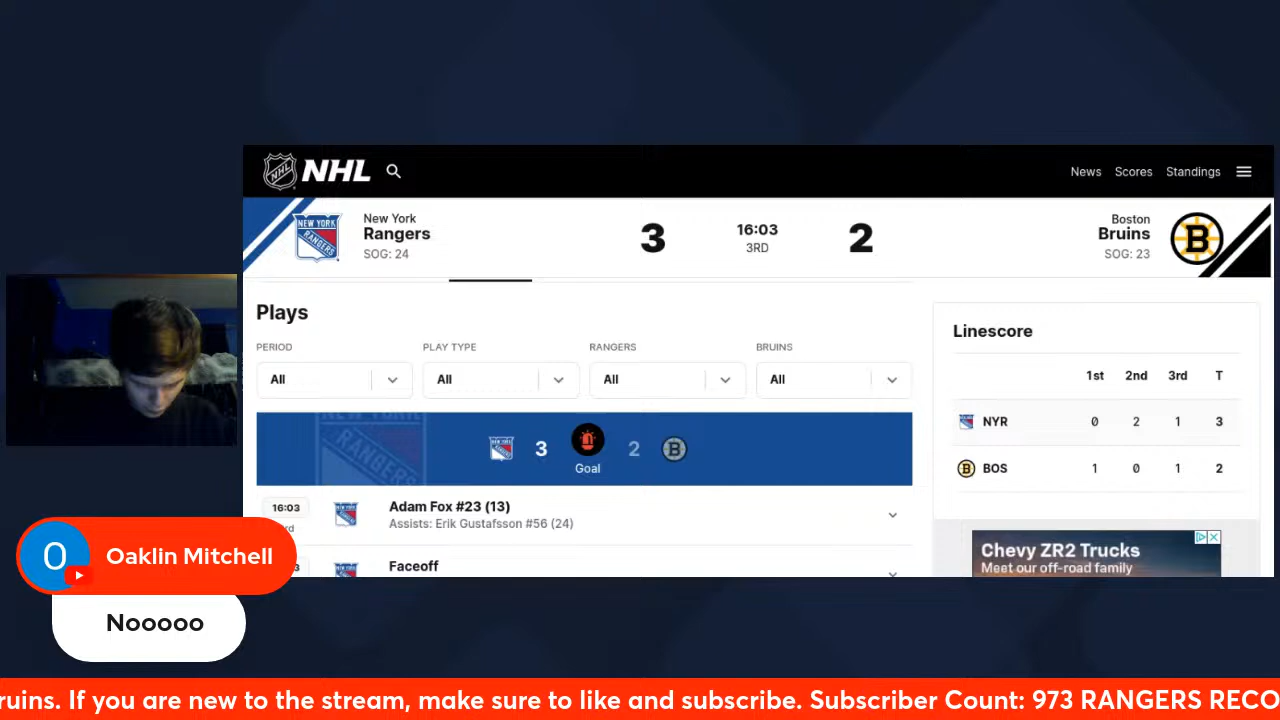 NHL
News Scores Standings
New York
Rangers
SOG: 24
3
16:03
3RD
2
Boston
Bruins
SOG: 23
NEW YORK
RANGERS
B
Plays
PERIOD PLAY TYPE RANGERS BRUINS
All All All All
3 Goal 2
16:03
Adam Fox #23 (13)
Assists: Erik Gustafsson #56 (24)
Faceoff
Linescore
1st 2nd 3rd T
NYR 0 2 1 3
BOS 1 0 1 2
Chevy ZR2 Trucks
Meet our off-road family
O Oaklin Mitchell
Nooooo
ruins. If you are new to the stream, make sure to like and subscribe. Subscriber Count: 973 RANGERS RECO